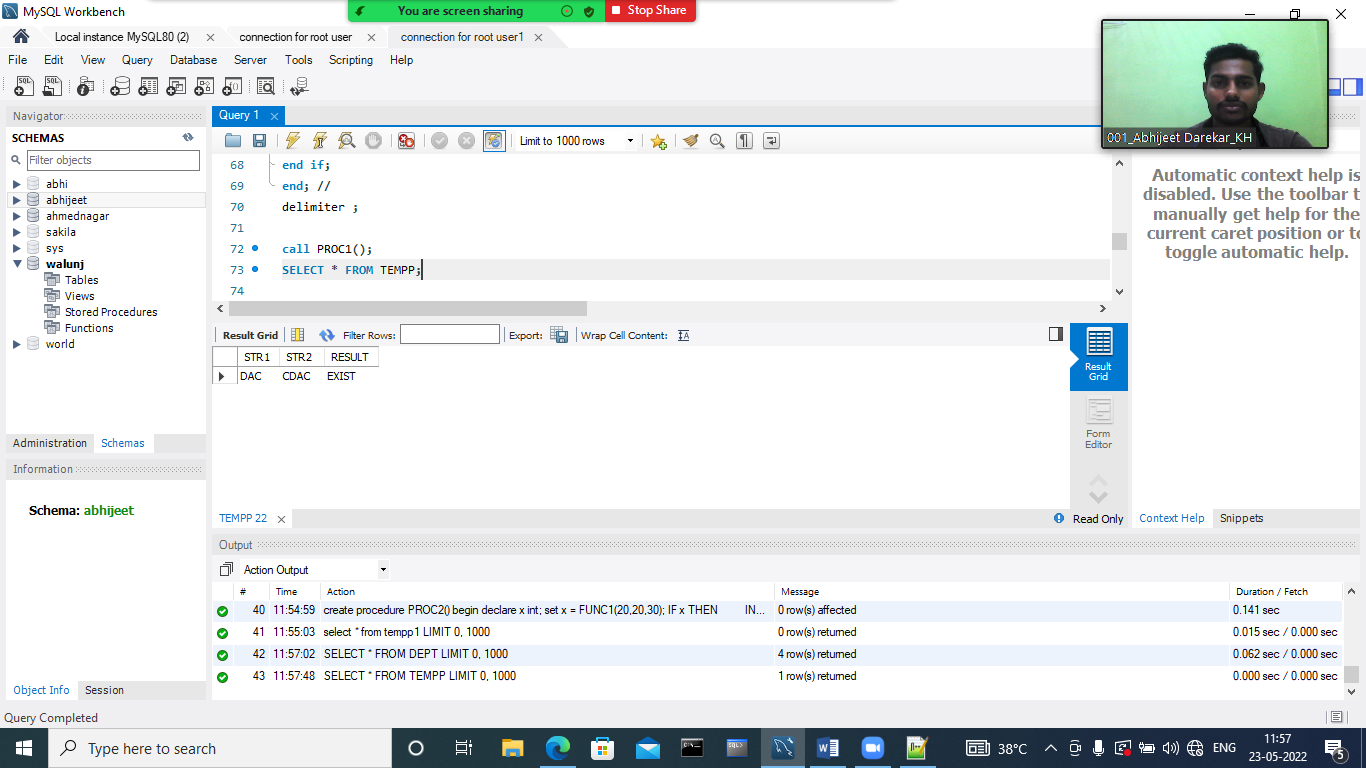 MySQL Workbench
You are screen sharing
Stop Share
Local instance MySQL80 (2)
connection for root user
connection for root user1
File Edit View Query Database Server Tools Scripting Help
001_Abhijeet Darekar_KH
Navigator
SCHEMAS
Filter objects
abhi
abhijeet
ahmednagar
sakila
sys
walunj
Tables
Views
Stored Procedures
Functions
world
Administration Schemas
Information
Schema: abhijeet
Object Info Session
Query 1
Limit to 1000 rows
68 end if;
69 end; //
70 delimiter ;
71
72 call PROC1();
73 SELECT * FROM TEMPP;
74
Result Grid Filter Rows: Export: Wrap Cell Content:
STR1 STR2 RESULT
DAC CDAC EXIST
Result Grid
Form Editor
TEMPP 22
Read Only
Automatic context help is
disabled. Use the toolbar t
manually get help for the
current caret position or to
toggle automatic help.
Context Help Snippets
Output
Action Output
# Time Action Message Duration / Fetch
40 11:54:59 create procedure PROC2() begin declare x int; set x = FUNC1(20,20,30); IF x THEN IN... 0 row(s) affected 0.141 sec
41 11:55:03 select * from tempp1 LIMIT 0, 1000 0 row(s) returned 0.015 sec / 0.000 sec
42 11:57:02 SELECT * FROM DEPT LIMIT 0, 1000 4 row(s) returned 0.062 sec / 0.000 sec
43 11:57:48 SELECT * FROM TEMPP LIMIT 0, 1000 1 row(s) returned 0.000 sec / 0.000 sec
Query Completed
Type here to search
38°C
ENG
11:57
23-05-2022
5